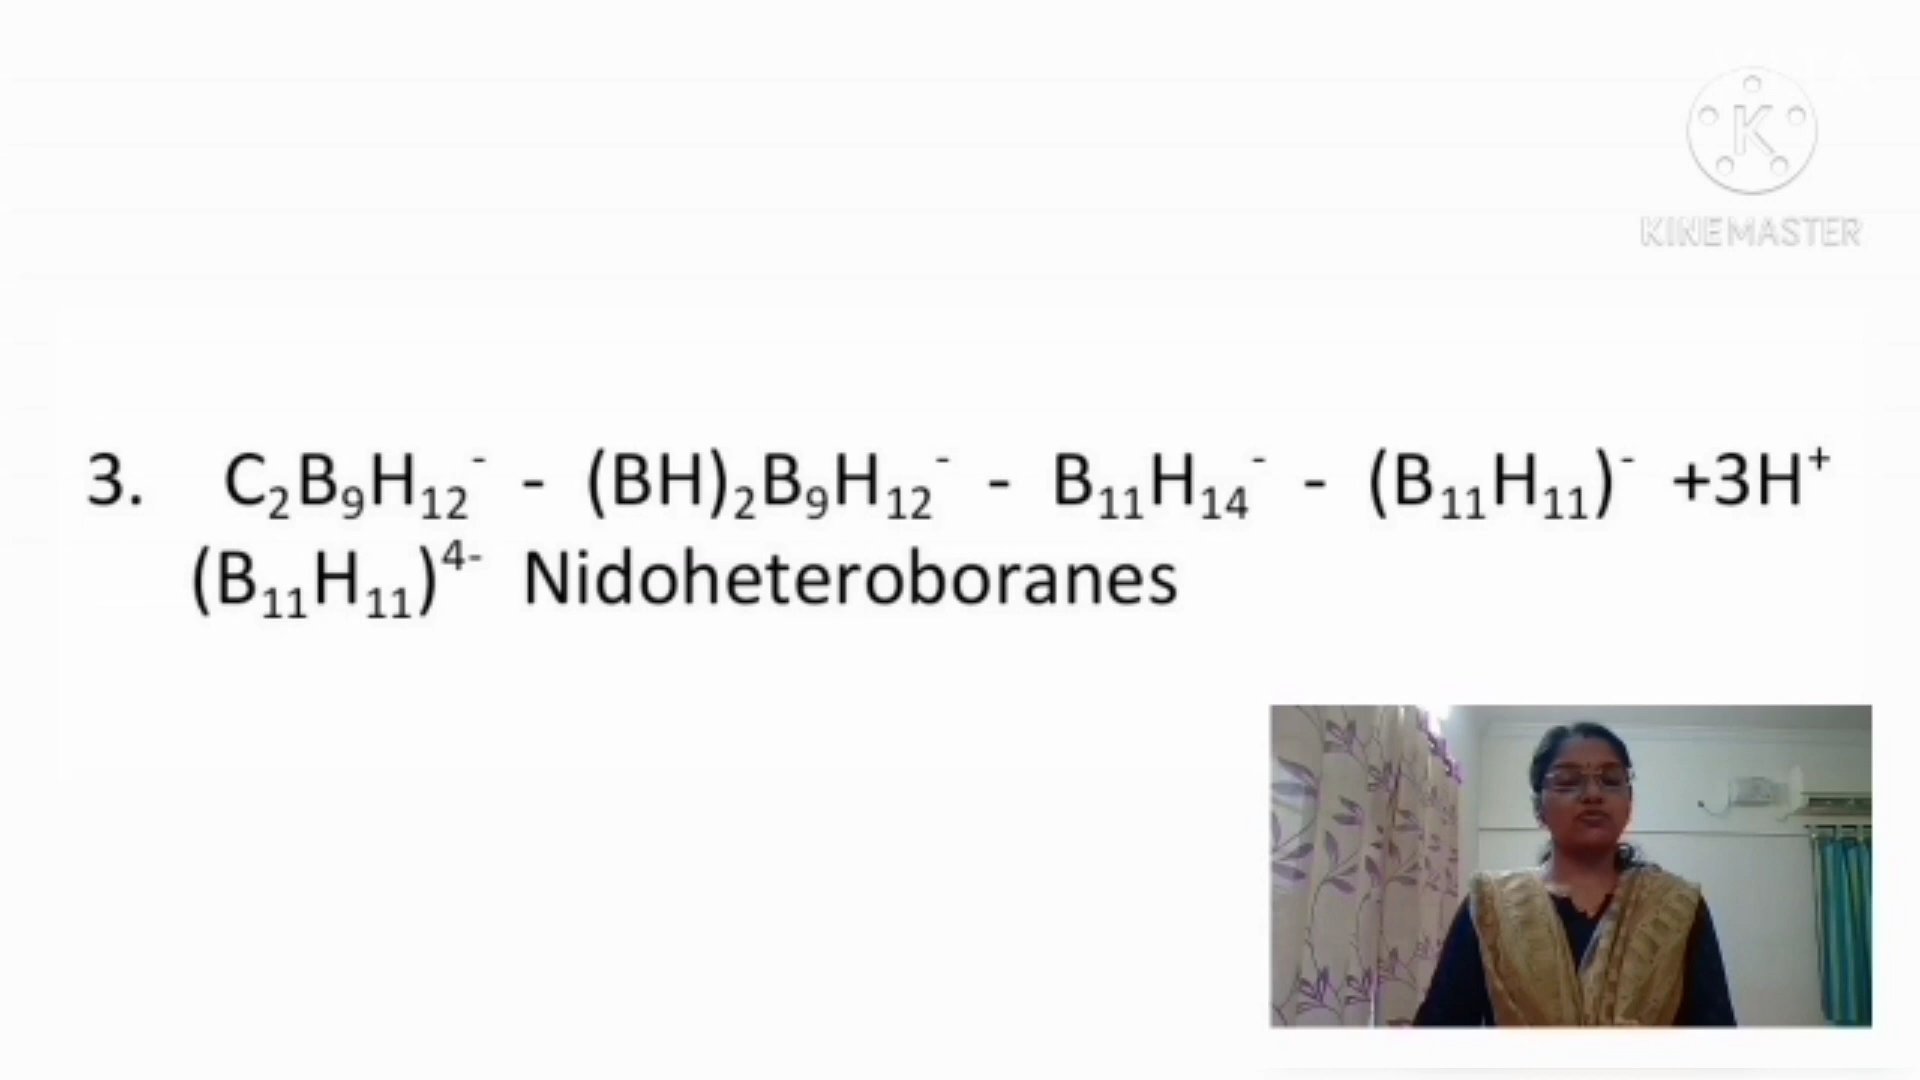 K
KINEMASTER
3. C₂B₉H₁₂⁻ - (BH)₂B₉H₁₂⁻ - B₁₁H₁₄⁻ - (B₁₁H₁₁)⁻ +3H⁺
(B₁₁H₁₁)⁴⁻ Nidoheteroboranes